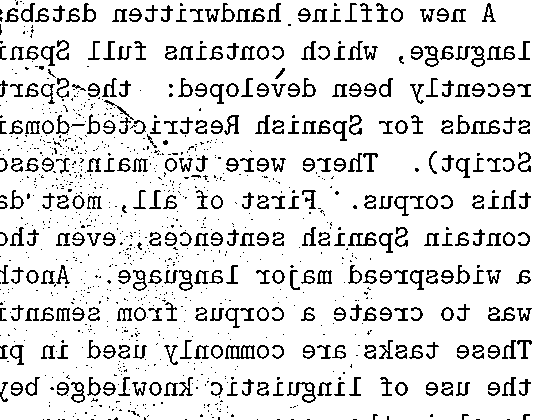 A new offline handwritten databas
language, which contains full Spani
recently been developed: the Spart
stands for Spanish Restricted-domai
Script). There were two main reaso
this corpus. First of all, most da
contain Spanish sentences, even tho
a widespread major language. Anoth
was to create a corpus from semanti
These tasks are commonly used in pr
the use of linguistic knowledge bey